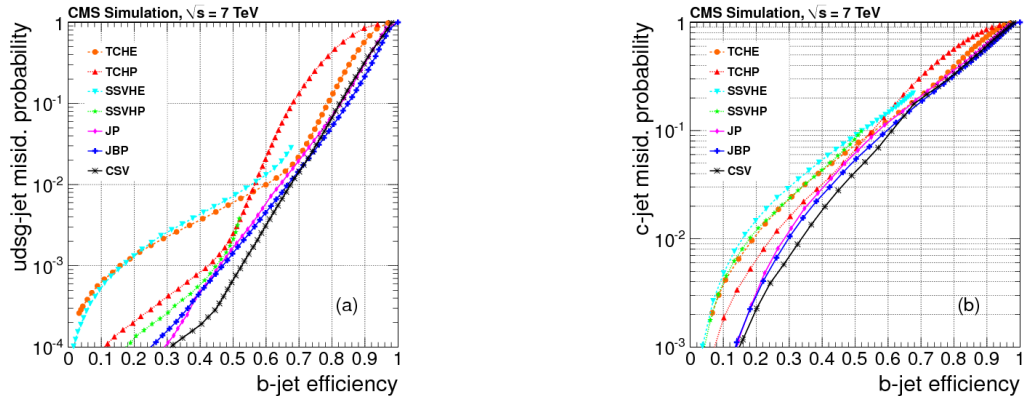 CMS Simulation, √s = 7 TeV
udsg-jet misid. probability
1
10⁻¹
10⁻²
10⁻³
10⁻⁴
TCHE
TCHP
SSVHE
SSVHP
JP
JBP
CSV
(a)
0 0.1 0.2 0.3 0.4 0.5 0.6 0.7 0.8 0.9 1
b-jet efficiency
CMS Simulation, √s = 7 TeV
c-jet misid. probability
1
10⁻¹
10⁻²
10⁻³
TCHE
TCHP
SSVHE
SSVHP
JP
JBP
CSV
(b)
0 0.1 0.2 0.3 0.4 0.5 0.6 0.7 0.8 0.9 1
b-jet efficiency